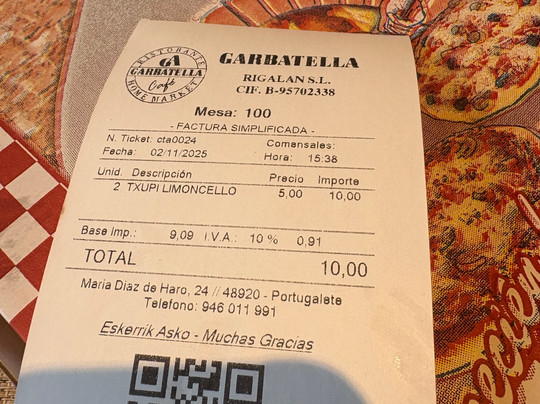 RISTORANTE
GA
GARBATELLA
Café
HOME MARKET
GARBATELLA
RIGALAN S.L.
CIF. B-95702338
Mesa: 100
- FACTURA SIMPLIFICADA -
N. Ticket: cta0024 Comensales:
Fecha: 02/11/2025 Hora: 15:38
Unid. Descripción Precio Importe
2 TXUPI LIMONCELLO 5,00 10,00
Base Imp.: 9,09 I.V.A.: 10 % 0,91
TOTAL 10,00
Maria Diaz de Haro, 24 // 48920 - Portugalete
Telefono: 946 011 991
Eskerrik Asko - Muchas Gracias